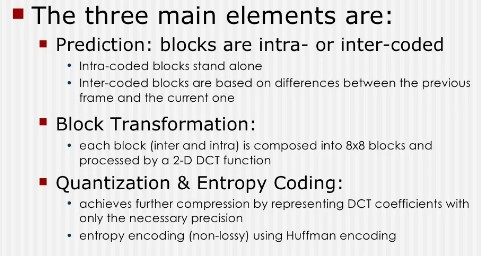 The three main elements are:
Prediction: blocks are intra- or inter-coded
Intra-coded blocks stand alone
Inter-coded blocks are based on differences between the previous
frame and the current one
Block Transformation:
each block (inter and intra) is composed into 8x8 blocks and
processed by a 2-D DCT function
Quantization & Entropy Coding:
achieves further compression by representing DCT coefficients with
only the necessary precision
entropy encoding (non-lossy) using Huffman encoding